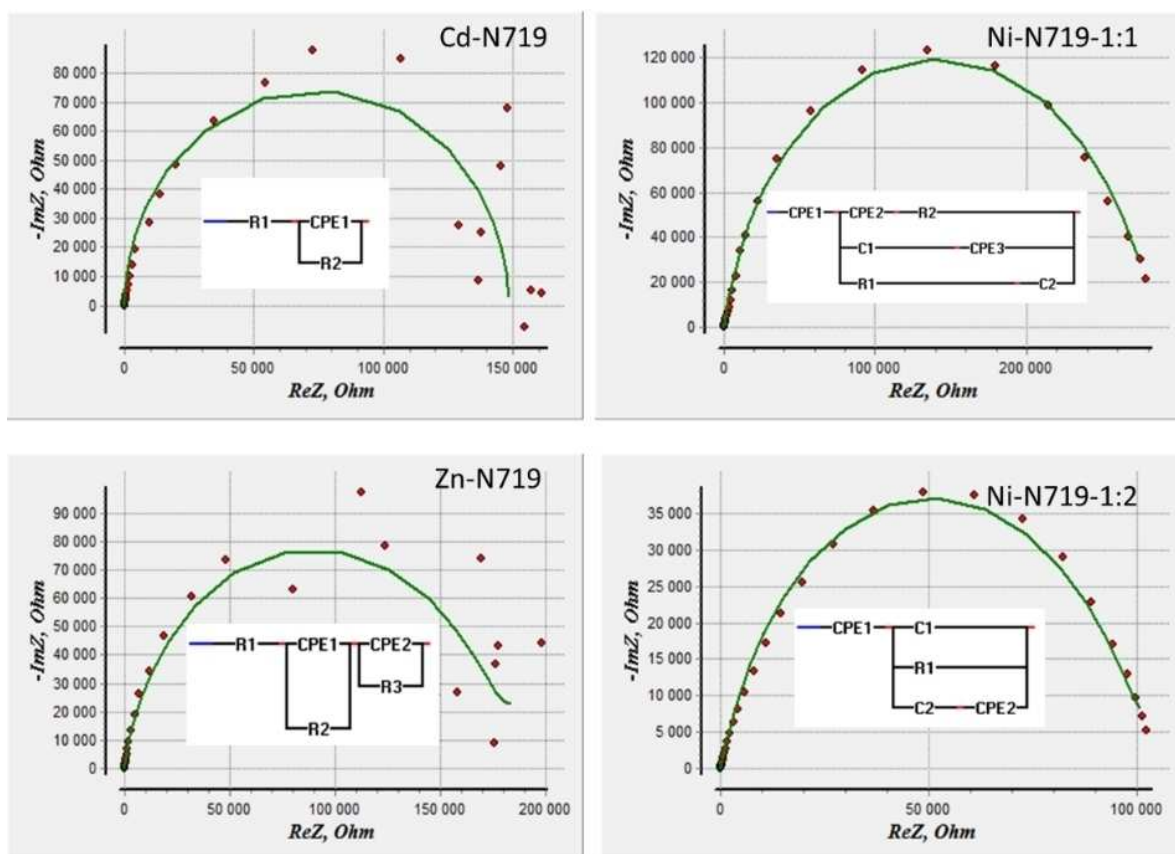 Cd-N719
80 000
70 000
60 000
50 000
40 000
30 000
20 000
10 000
0
-ImZ, Ohm
0 50 000 100 000 150 000
ReZ, Ohm
R1 CPE1
R2
Ni-N719-1:1
120 000
100 000
80 000
60 000
40 000
20 000
0
-ImZ, Ohm
0 100 000 200 000
ReZ, Ohm
CPE1 CPE2 R2
C1 CPE3
R1 C2
Zn-N719
90 000
80 000
70 000
60 000
50 000
40 000
30 000
20 000
10 000
0
-ImZ, Ohm
0 50 000 100 000 150 000 200 000
ReZ, Ohm
R1 CPE1 CPE2
R3
R2
Ni-N719-1:2
35 000
30 000
25 000
20 000
15 000
10 000
5 000
0
-ImZ, Ohm
0 50 000 100 000
ReZ, Ohm
CPE1 C1
R1
C2 CPE2